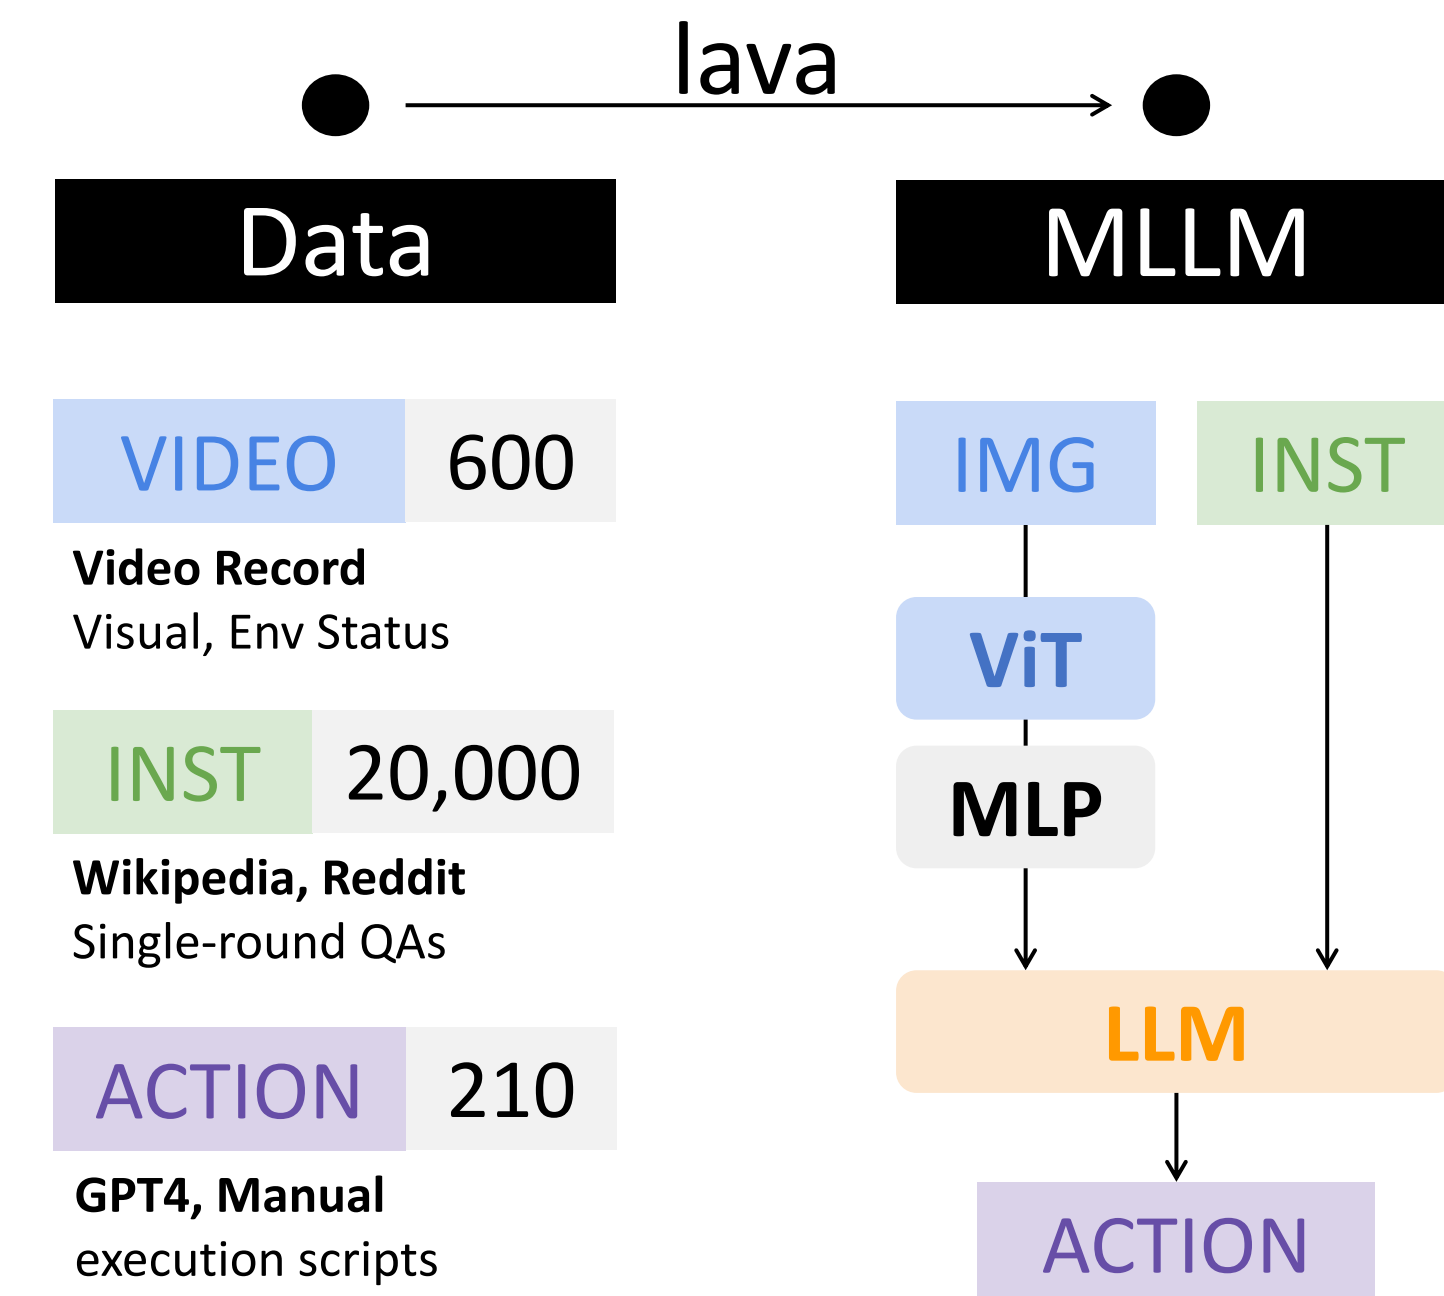 lava
Data
MLLM
VIDEO 600
Video Record
Visual, Env Status
INST 20,000
Wikipedia, Reddit
Single-round QAs
ACTION 210
GPT4, Manual
execution scripts
IMG INST
ViT
MLP
LLM
ACTION